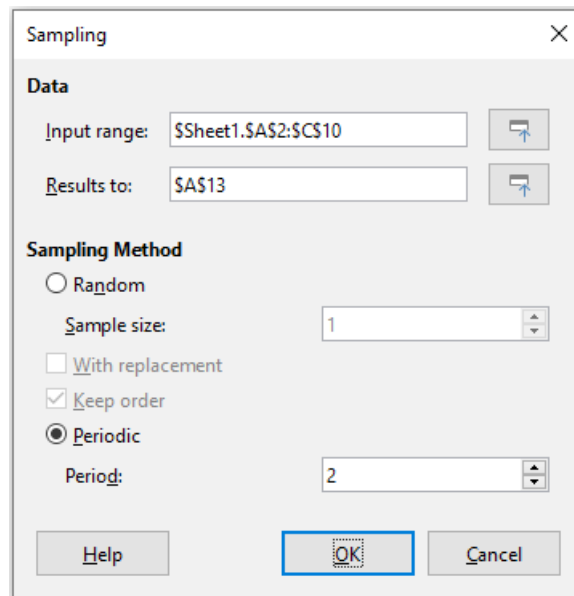 Sampling
Data
Input range: $Sheet1.$A$2:$C$10
Results to: $A$13
Sampling Method
Random
Sample size: 1
With replacement
Keep order
Periodic
Period: 2
Help OK Cancel